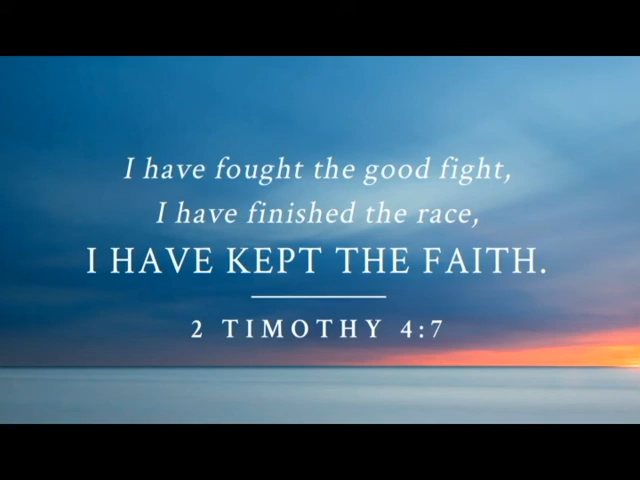 I have fought the good fight,
I have finished the race,
I HAVE KEPT THE FAITH.
2 TIMOTHY 4:7